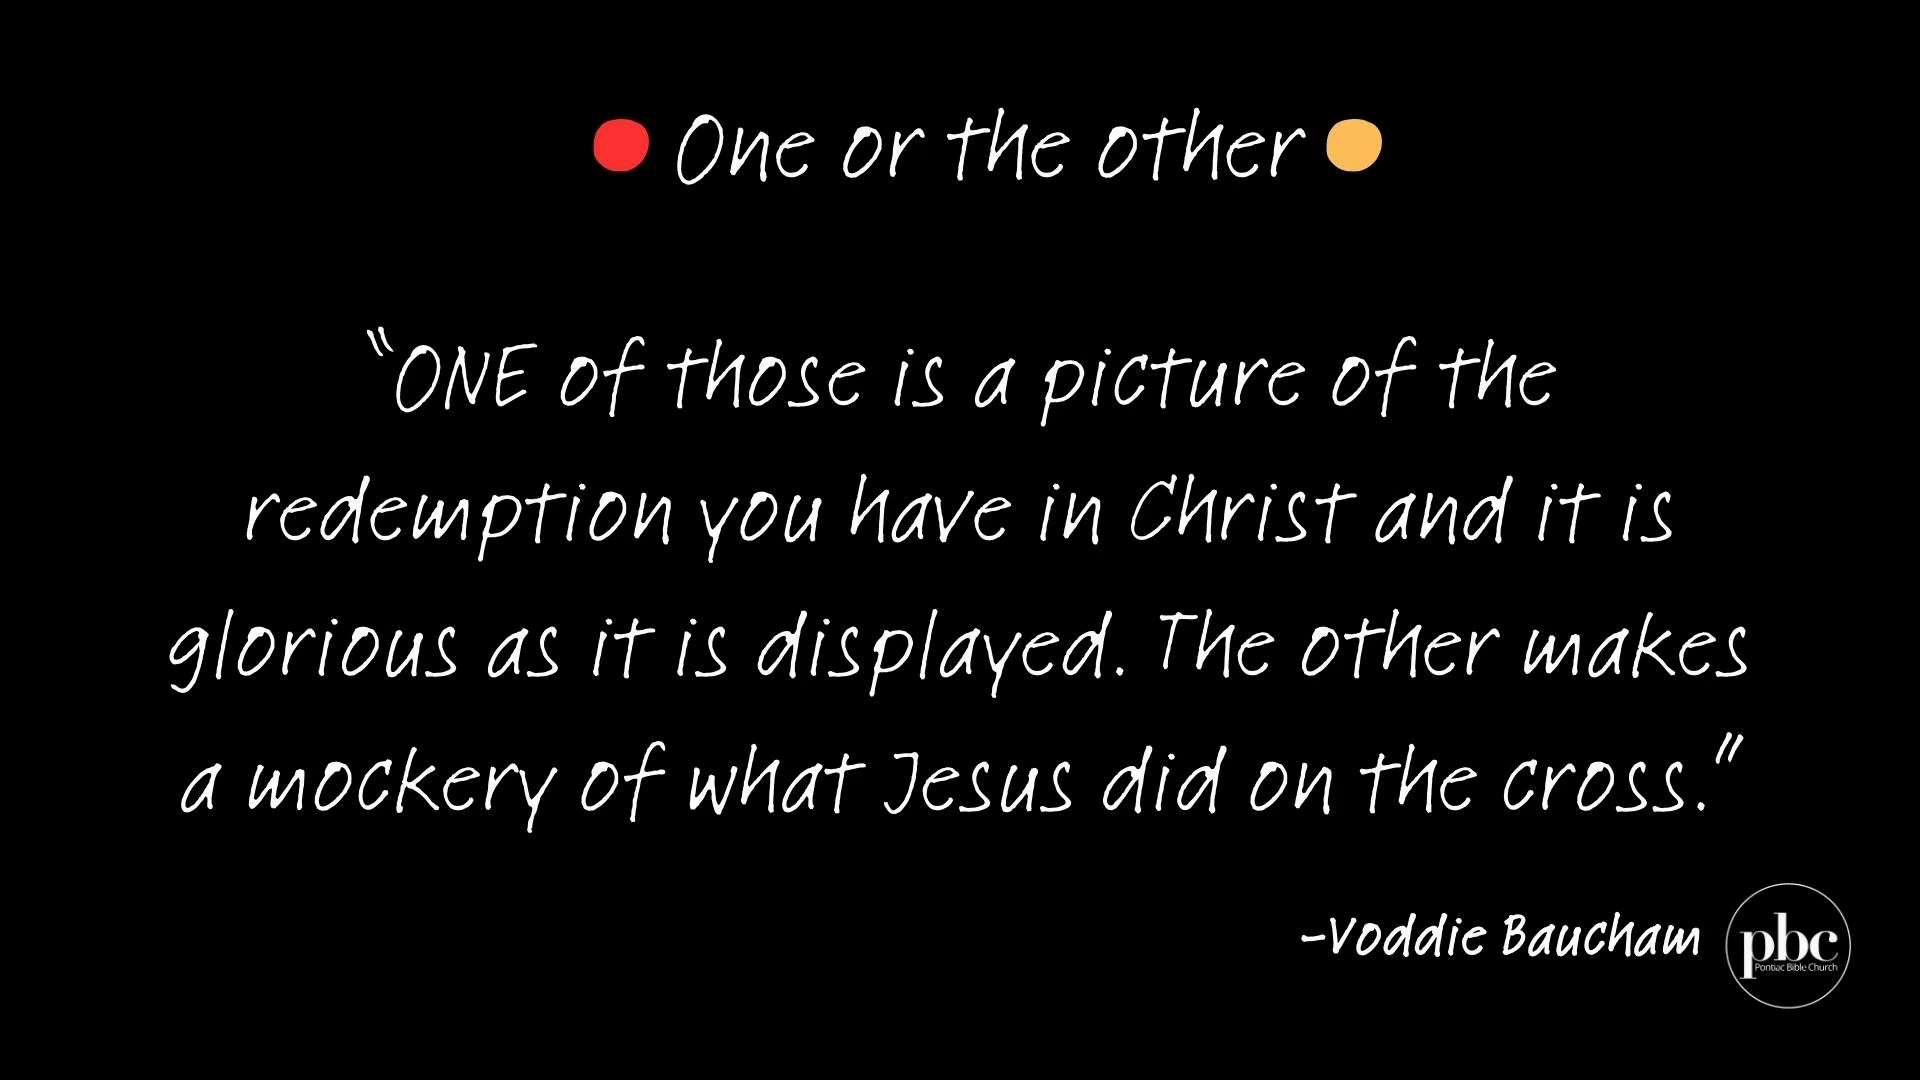 One or the other
“ONE of those is a picture of the
redemption you have in Christ and it is
glorious as it is displayed. The other makes
a mockery of what Jesus did on the cross.”
-Voddie Baucham
pbc
Pontiac Bible Church